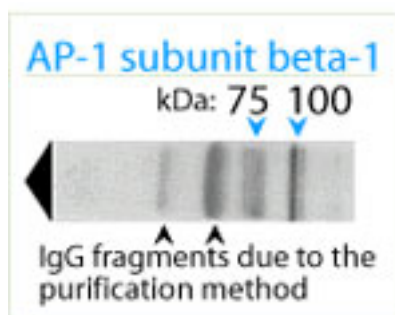 AP-1 subunit beta-1
kDa: 75 100
IgG fragments due to the
purification method